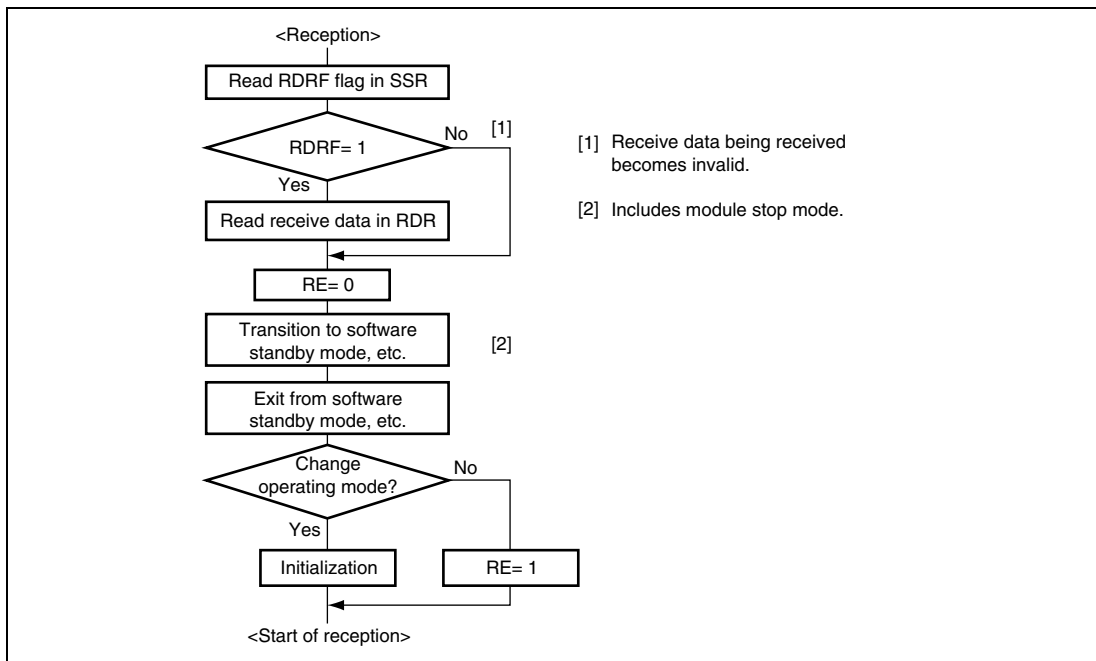 <Reception>
Read RDRF flag in SSR
RDRF= 1
No
[1]
Yes
Read receive data in RDR
RE= 0
Transition to software
standby mode, etc.
[2]
Exit from software
standby mode, etc.
Change
operating mode?
No
Yes
Initialization
RE= 1
<Start of reception>
[1] Receive data being received
becomes invalid.
[2] Includes module stop mode.